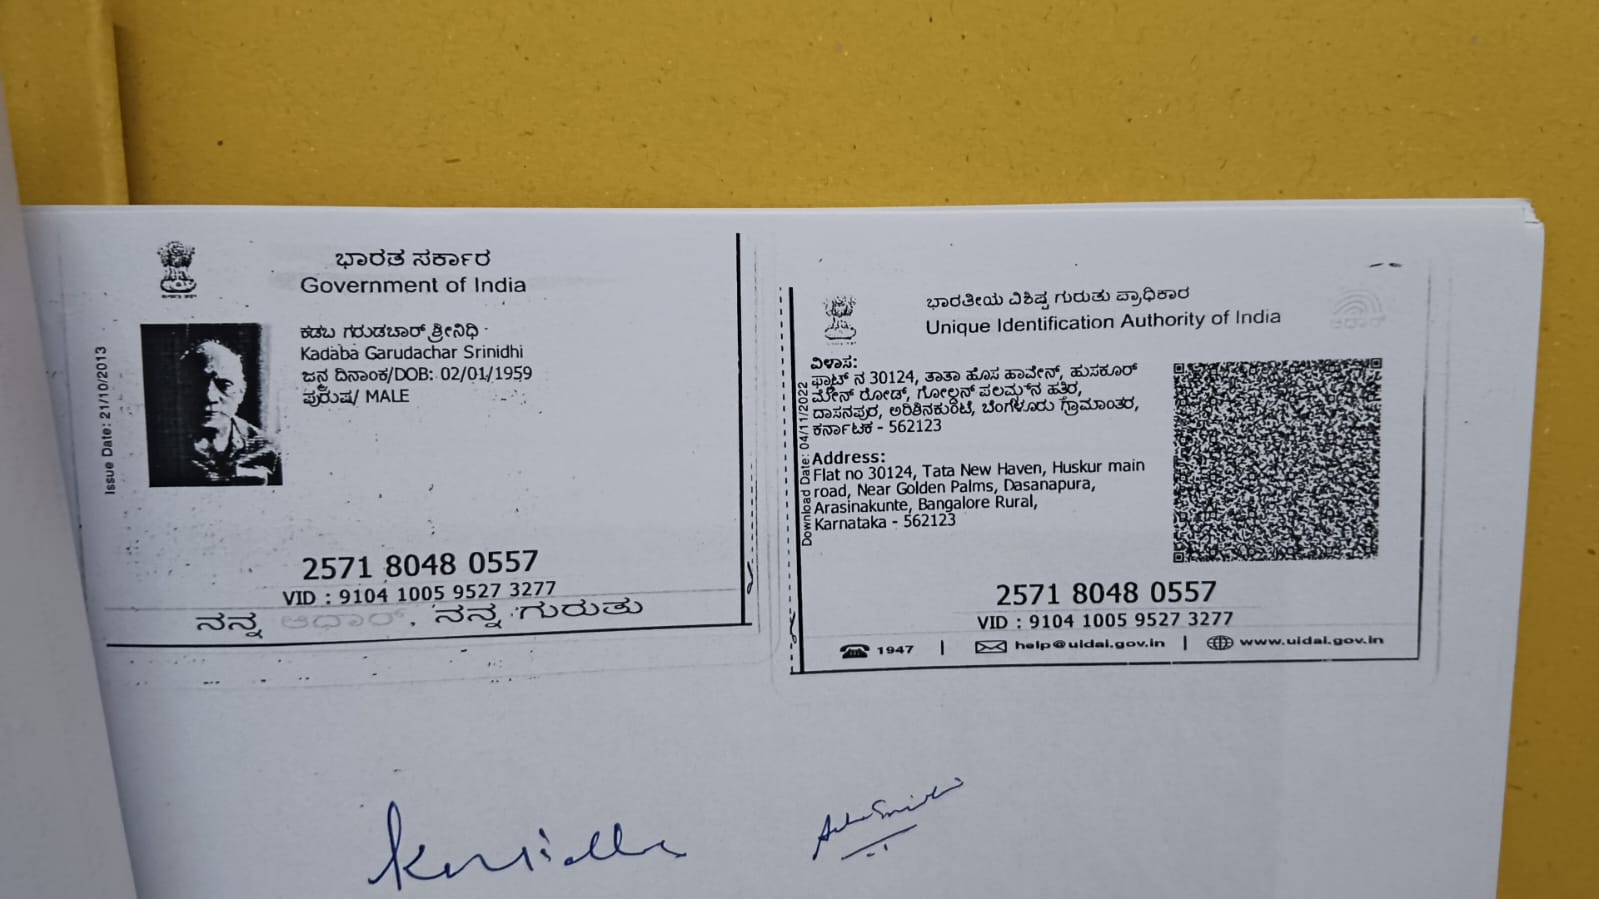 ಭಾರತ ಸರ್ಕಾರ
Government of India
Issue Date: 21/10/2013
ಕಡಬ ಗರುಡಚಾರ್ ಶ್ರೀನಿಧಿ
Kadaba Garudachar Srinidhi
ಜನ್ಮ ದಿನಾಂಕ/DOB: 02/01/1959
ಪುರುಷ/ MALE
2571 8048 0557
VID : 9104 1005 9527 3277
ನನ್ನ ಆಧಾರ್, ನನ್ನ ಗುರುತು
ಭಾರತೀಯ ವಿಶಿಷ್ಟ ಗುರುತು ಪ್ರಾಧಿಕಾರ
Unique Identification Authority of India
ಆಧಾರ್
Download Date: 04/11/2022
ವಿಳಾಸ:
ಫ್ಲಾಟ್ ನ 30124, ತಾತಾ ಹೊಸ ಹಾವೇನ್, ಹುಸಕೂರ್
ಮೇನ್ ರೋಡ್, ಗೋಲ್ಡನ್ ಪಲಮ್ಸ್‌ನ ಹತಿರ,
ದಾಸನಪುರ, ಅರಿಶಿನಕುಂಟೆ, ಬೆಂಗಳೂರು ಗ್ರಾಮಾಂತರ,
ಕರ್ನಾಟಕ - 562123
Address:
Flat no 30124, Tata New Haven, Huskur main
road, Near Golden Palms, Dasanapura,
Arasinakunte, Bangalore Rural,
Karnataka - 562123
2571 8048 0557
VID : 9104 1005 9527 3277
1947 | help@uidai.gov.in | www.uidai.gov.in